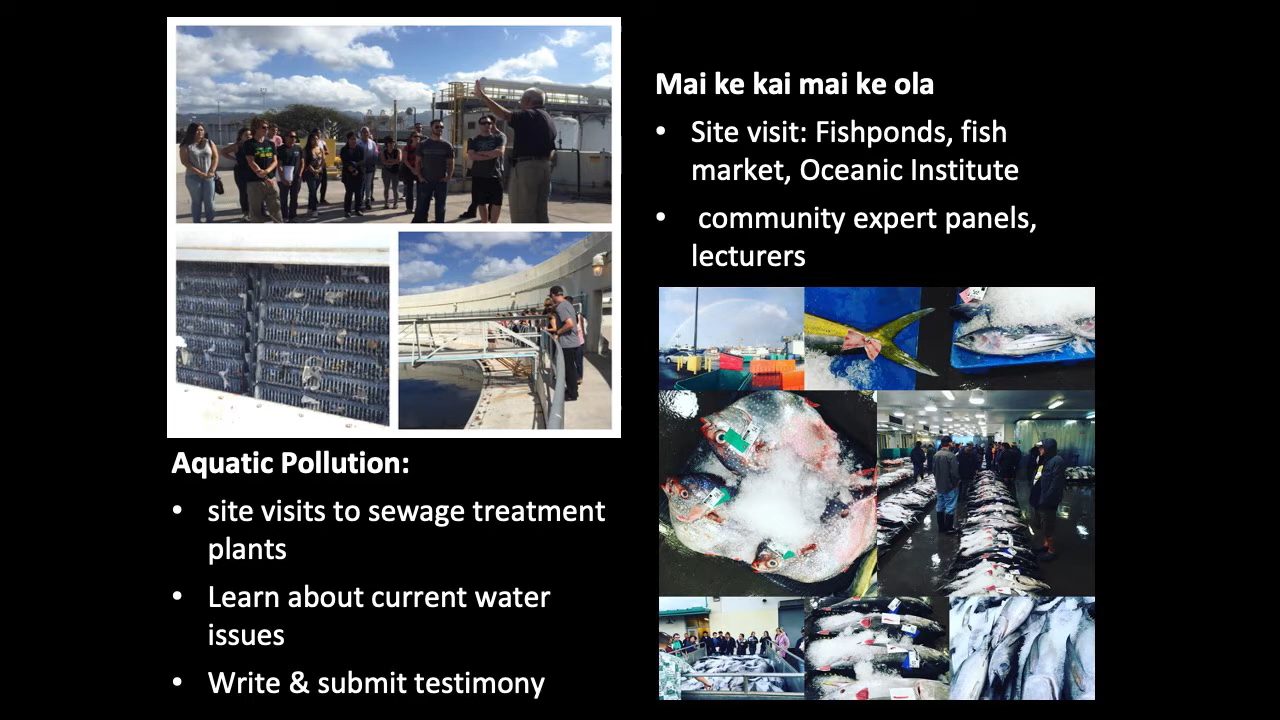 Mai ke kai mai ke ola
• Site visit: Fishponds, fish
market, Oceanic Institute
• community expert panels,
lecturers
Aquatic Pollution:
• site visits to sewage treatment
plants
• Learn about current water
issues
• Write & submit testimony